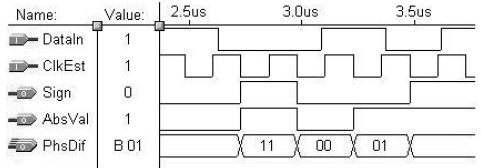 Name: Value: 2.5us 3.0us 3.5us
DataIn 1
ClkEst 1
Sign 0
AbsVal 1
PhsDif B 01 11 00 01